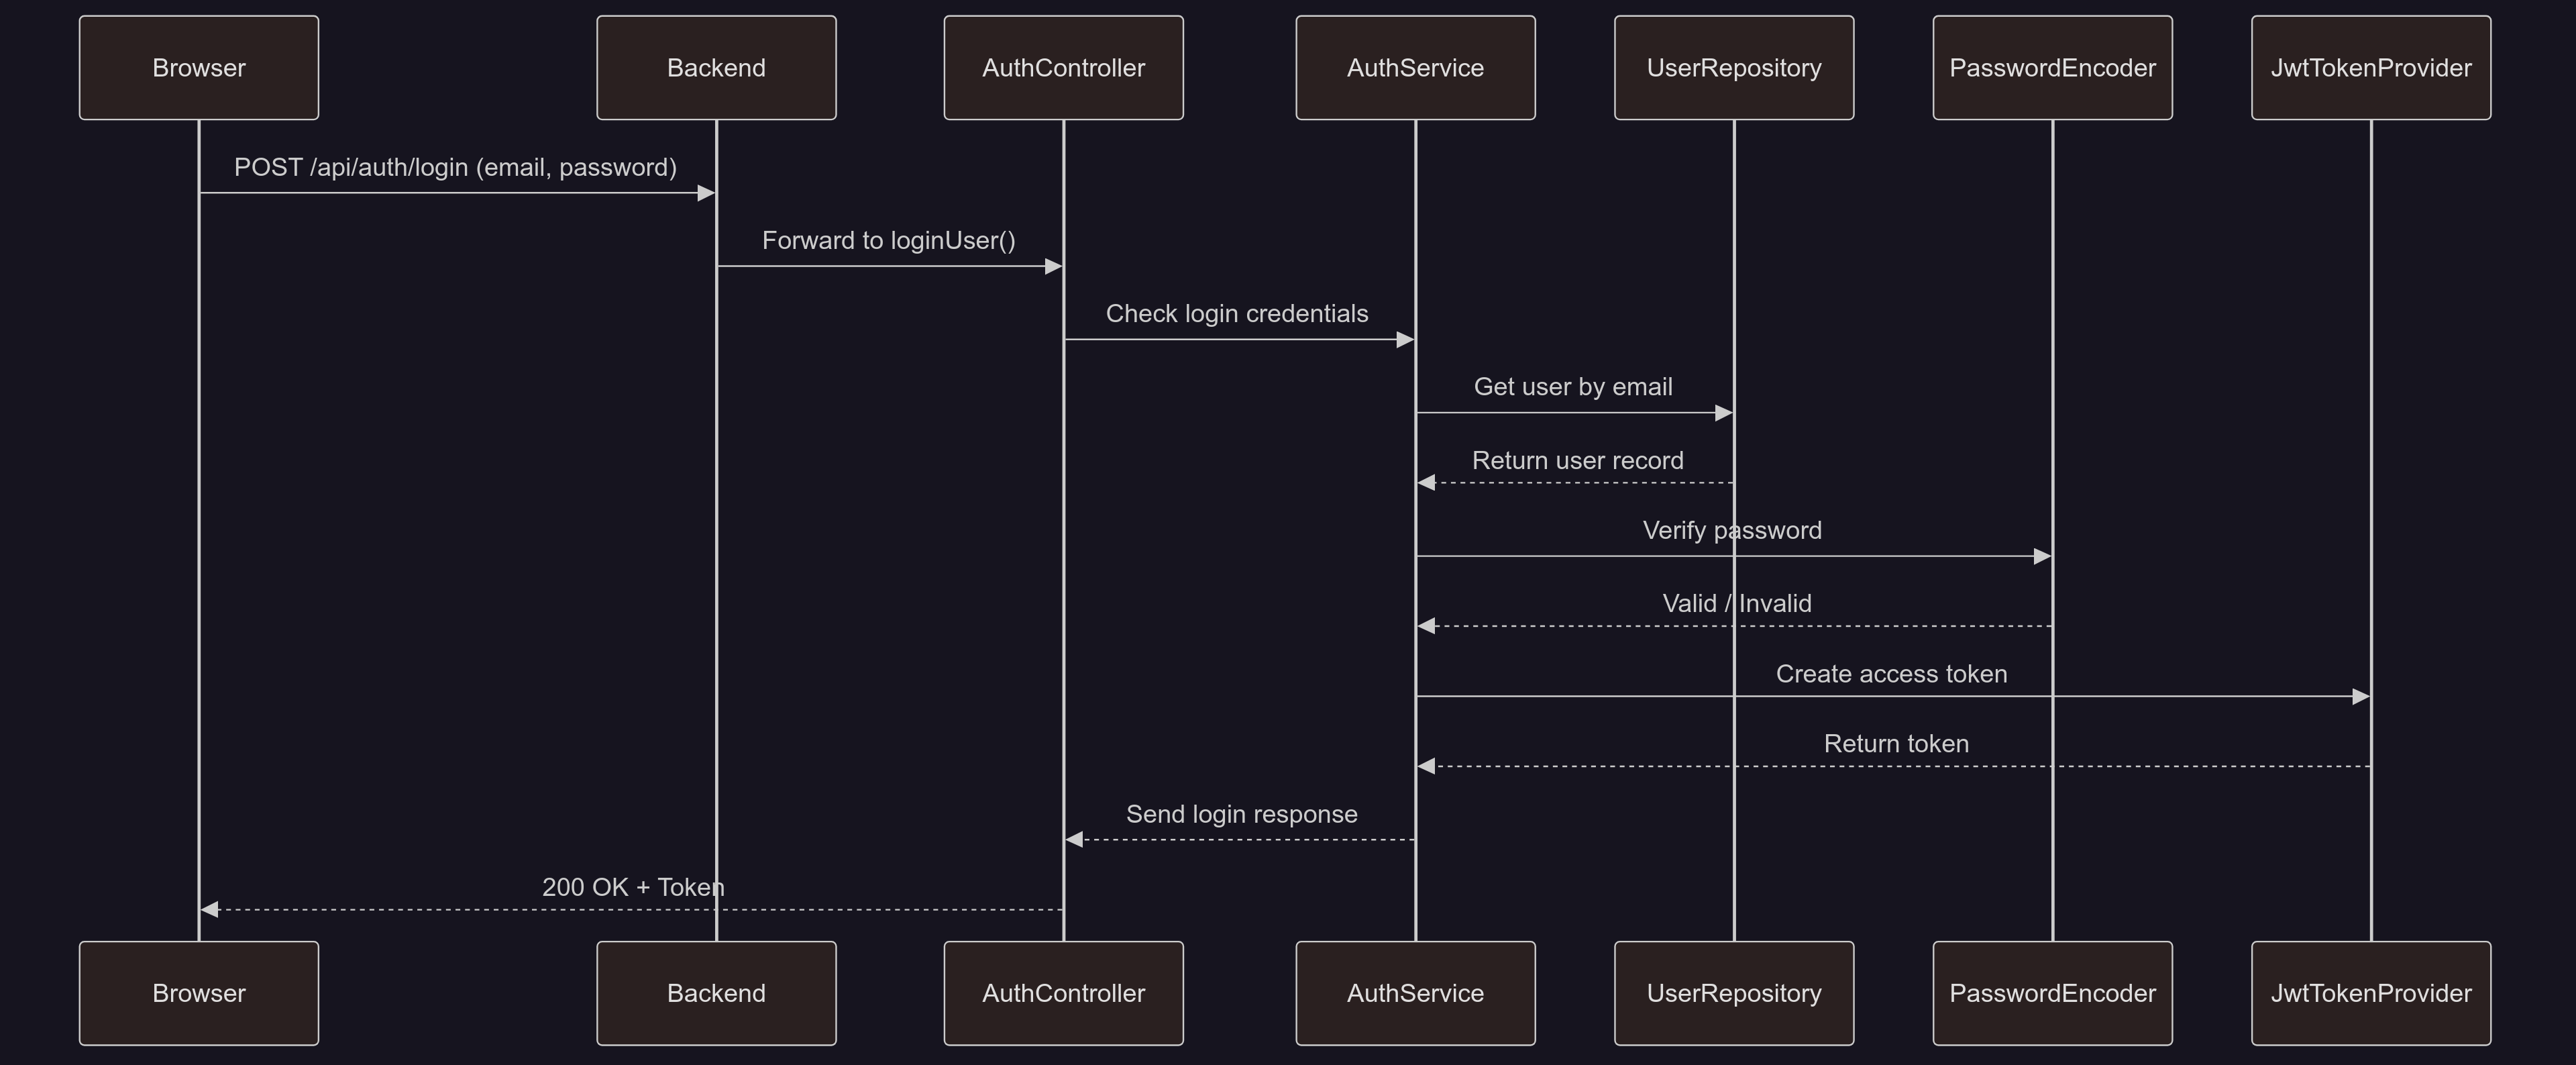 Browser
Backend
AuthController
AuthService
UserRepository
PasswordEncoder
JwtTokenProvider
POST /api/auth/login (email, password)
Forward to loginUser()
Check login credentials
Get user by email
Return user record
Verify password
Valid / Invalid
Create access token
Return token
Send login response
200 OK + Token
Browser
Backend
AuthController
AuthService
UserRepository
PasswordEncoder
JwtTokenProvider